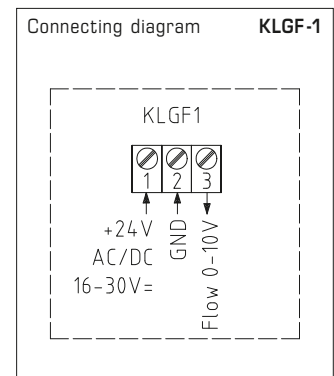 Connecting diagram KLGF-1
KLGF1
1 2 3
+24V
AC/DC
16-30V=
GND
Flow 0-10V